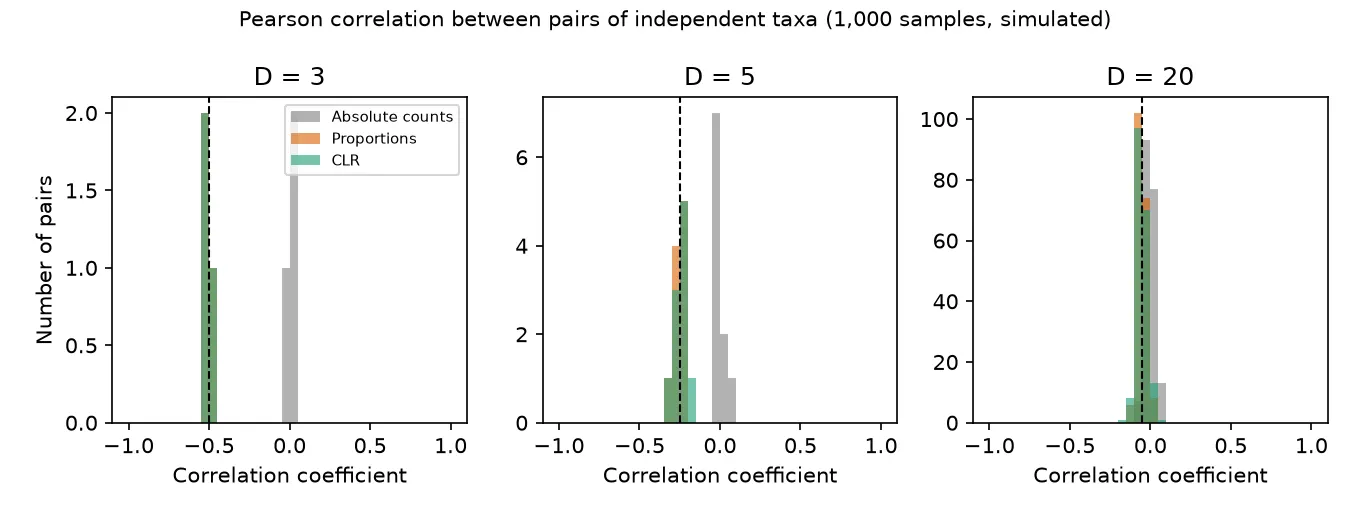 Pearson correlation between pairs of independent taxa (1,000 samples, simulated)
D = 3
Number of pairs
2.0
1.5
1.0
0.5
0.0
Absolute counts
Proportions
CLR
−1.0 −0.5 0.0 0.5 1.0
Correlation coefficient
D = 5
6
4
2
0
−1.0 −0.5 0.0 0.5 1.0
Correlation coefficient
D = 20
100
80
60
40
20
0
−1.0 −0.5 0.0 0.5 1.0
Correlation coefficient